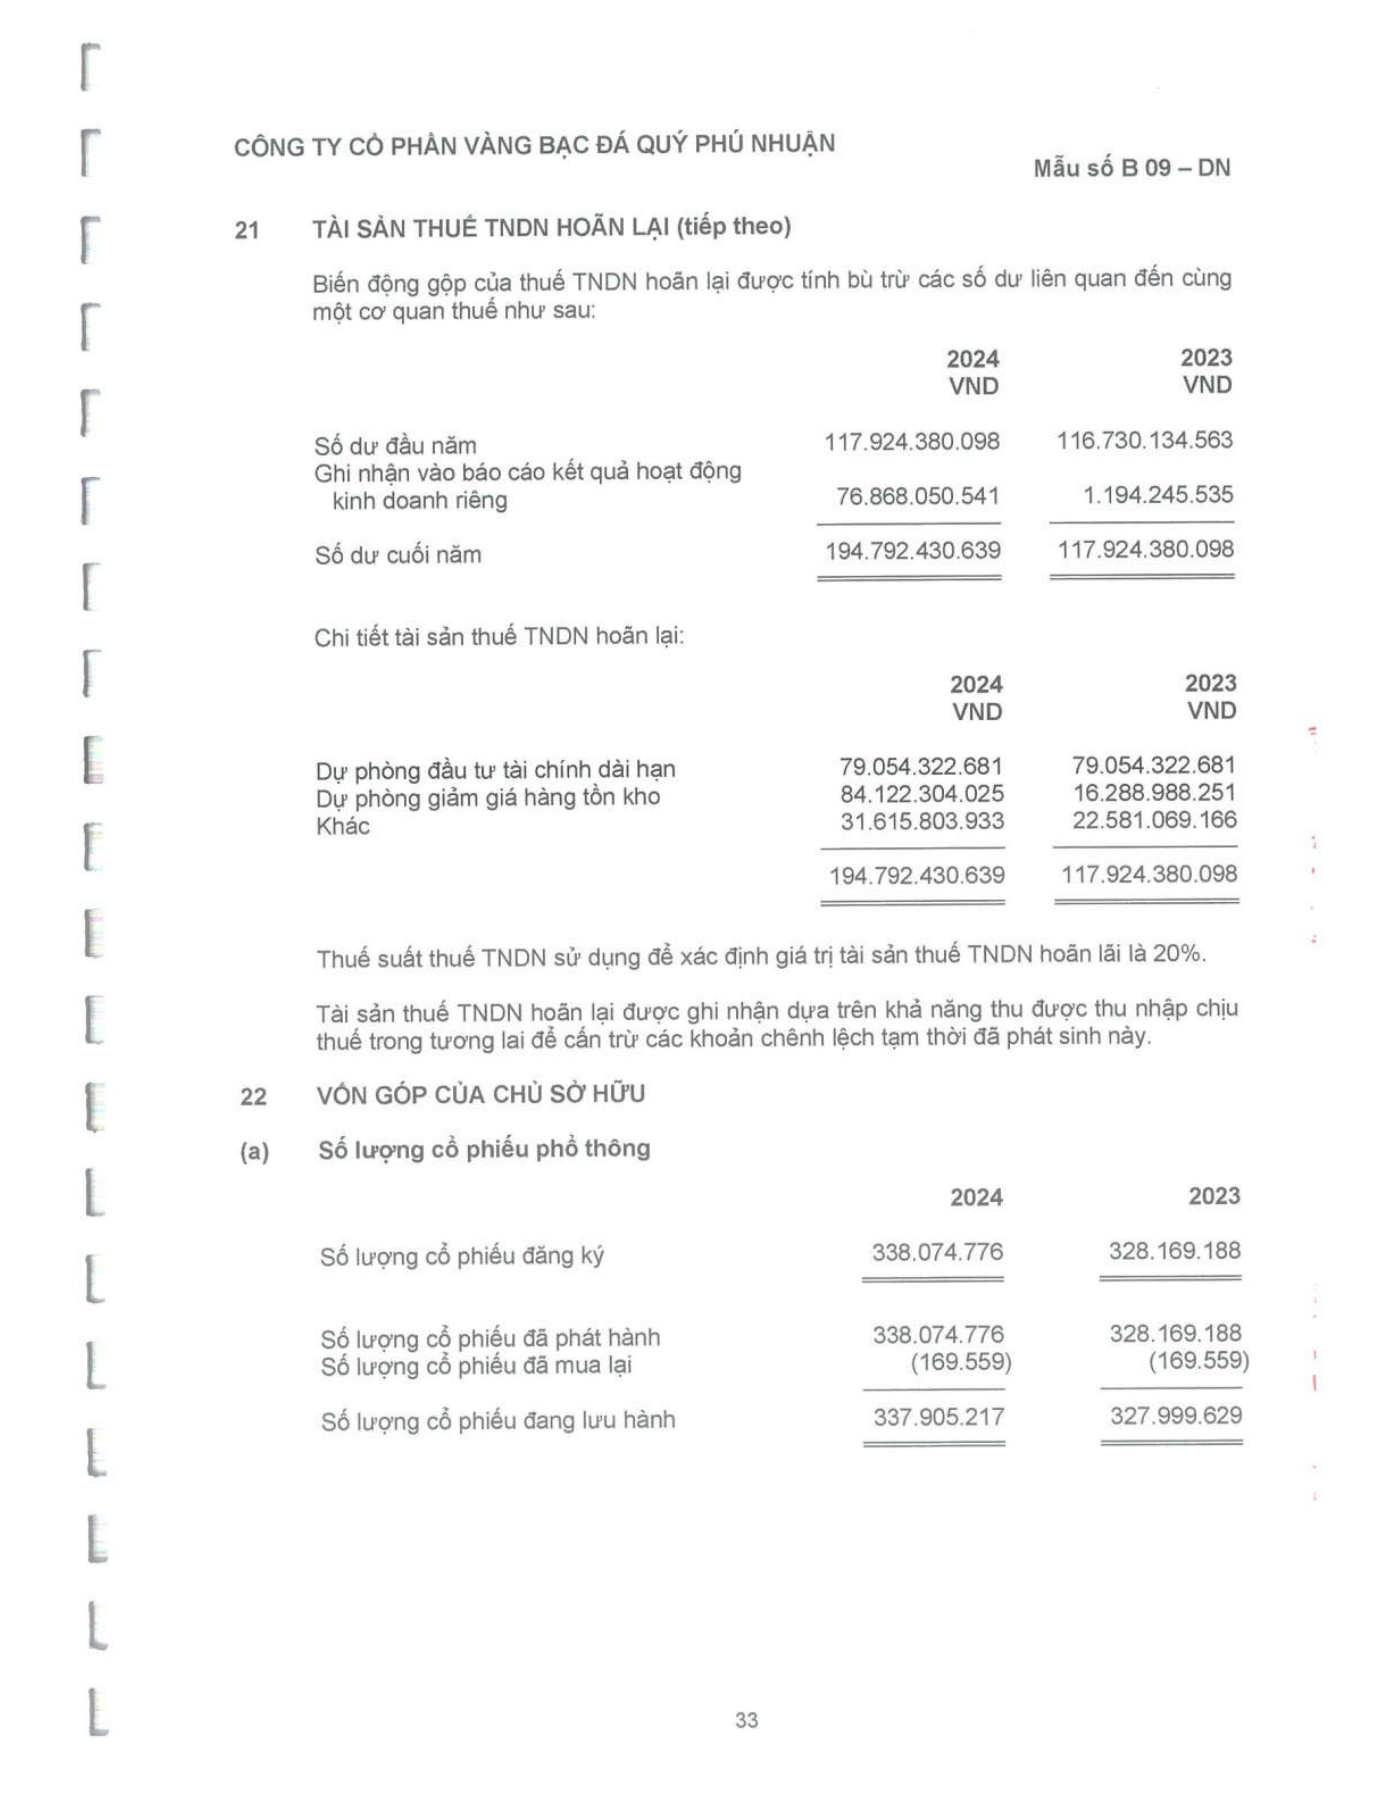 CÔNG TY CỔ PHẦN VÀNG BẠC ĐÁ QUÝ PHÚ NHUẬN
Mẫu số B 09 – DN
21 TÀI SẢN THUẾ TNDN HOÃN LẠI (tiếp theo)
Biến động gộp của thuế TNDN hoãn lại được tính bù trừ các số dư liên quan đến cùng
một cơ quan thuế như sau:
2024 2023
VND VND
Số dư đầu năm 117.924.380.098 116.730.134.563
Ghi nhận vào báo cáo kết quả hoạt động
kinh doanh riêng 76.868.050.541 1.194.245.535
Số dư cuối năm 194.792.430.639 117.924.380.098
Chi tiết tài sản thuế TNDN hoãn lại:
2024 2023
VND VND
Dự phòng đầu tư tài chính dài hạn 79.054.322.681 79.054.322.681
Dự phòng giảm giá hàng tồn kho 84.122.304.025 16.288.988.251
Khác 31.615.803.933 22.581.069.166
194.792.430.639 117.924.380.098
Thuế suất thuế TNDN sử dụng để xác định giá trị tài sản thuế TNDN hoãn lãi là 20%.
Tài sản thuế TNDN hoãn lại được ghi nhận dựa trên khả năng thu được thu nhập chịu
thuế trong tương lai để cấn trừ các khoản chênh lệch tạm thời đã phát sinh này.
22 VỐN GÓP CỦA CHỦ SỞ HỮU
(a) Số lượng cổ phiếu phổ thông
2024 2023
Số lượng cổ phiếu đăng ký 338.074.776 328.169.188
Số lượng cổ phiếu đã phát hành 338.074.776 328.169.188
Số lượng cổ phiếu đã mua lại (169.559) (169.559)
Số lượng cổ phiếu đang lưu hành 337.905.217 327.999.629
33